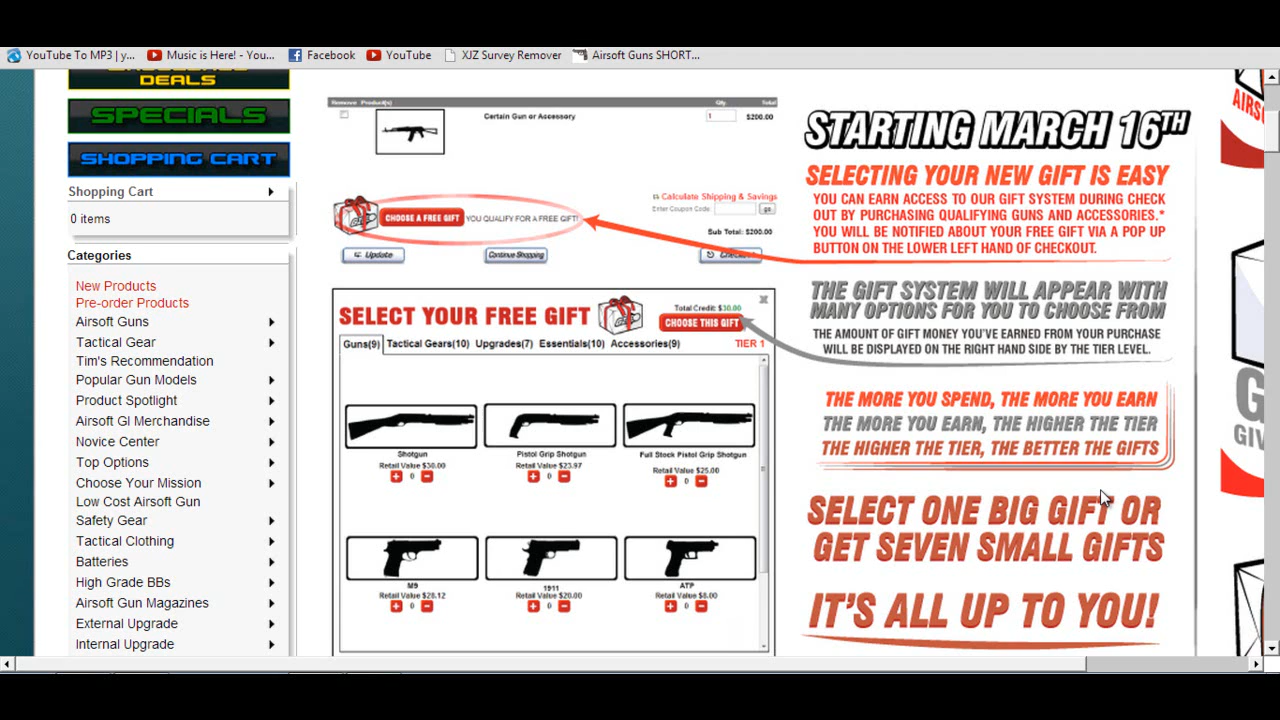 YouTube To MP3 | y...
Music is Here! - You...
Facebook
YouTube
XJZ Survey Remover
Airsoft Guns SHORT...
DEALS
SPECIALS
SHOPPING CART
Shopping Cart
0 items
Categories
New Products
Pre-order Products
Airsoft Guns
Tactical Gear
Tim's Recommendation
Popular Gun Models
Product Spotlight
Airsoft GI Merchandise
Novice Center
Top Options
Choose Your Mission
Low Cost Airsoft Gun
Safety Gear
Tactical Clothing
Batteries
High Grade BBs
Airsoft Gun Magazines
External Upgrade
Internal Upgrade
Remove Product(s) Qty Total
Certain Gun or Accessory 1 $200.00
Calculate Shipping & Savings
Enter Coupon Code: go
CHOOSE A FREE GIFT YOU QUALIFY FOR A FREE GIFT!
Sub Total: $200.00
Update Continue Shopping
SELECT YOUR FREE GIFT
Total Credit: $30.00
CHOOSE THIS GIFT
Guns(9) Tactical Gears(10) Upgrades(7) Essentials(10) Accessories(9) TIER 1
Shotgun Pistol Grip Shotgun Full Stock Pistol Grip Shotgun
Retail Value $30.00 Retail Value $23.97 Retail Value $25.00
+ 0 - + 0 - + 0 -
M9 1911 ATP
Retail Value $28.12 Retail Value $20.00 Retail Value $8.00
+ 0 - + 0 - + 0 -
STARTING MARCH 16TH
SELECTING YOUR NEW GIFT IS EASY
YOU CAN EARN ACCESS TO OUR GIFT SYSTEM DURING CHECK
OUT BY PURCHASING QUALIFYING GUNS AND ACCESSORIES.*
YOU WILL BE NOTIFIED ABOUT YOUR FREE GIFT VIA A POP UP
BUTTON ON THE LOWER LEFT HAND OF CHECKOUT.
THE GIFT SYSTEM WILL APPEAR WITH
MANY OPTIONS FOR YOU TO CHOOSE FROM
THE AMOUNT OF GIFT MONEY YOU'VE EARNED FROM YOUR PURCHASE
WILL BE DISPLAYED ON THE RIGHT HAND SIDE BY THE TIER LEVEL.
THE MORE YOU SPEND, THE MORE YOU EARN
THE MORE YOU EARN, THE HIGHER THE TIER
THE HIGHER THE TIER, THE BETTER THE GIFTS
SELECT ONE BIG GIFT OR
GET SEVEN SMALL GIFTS
IT'S ALL UP TO YOU!